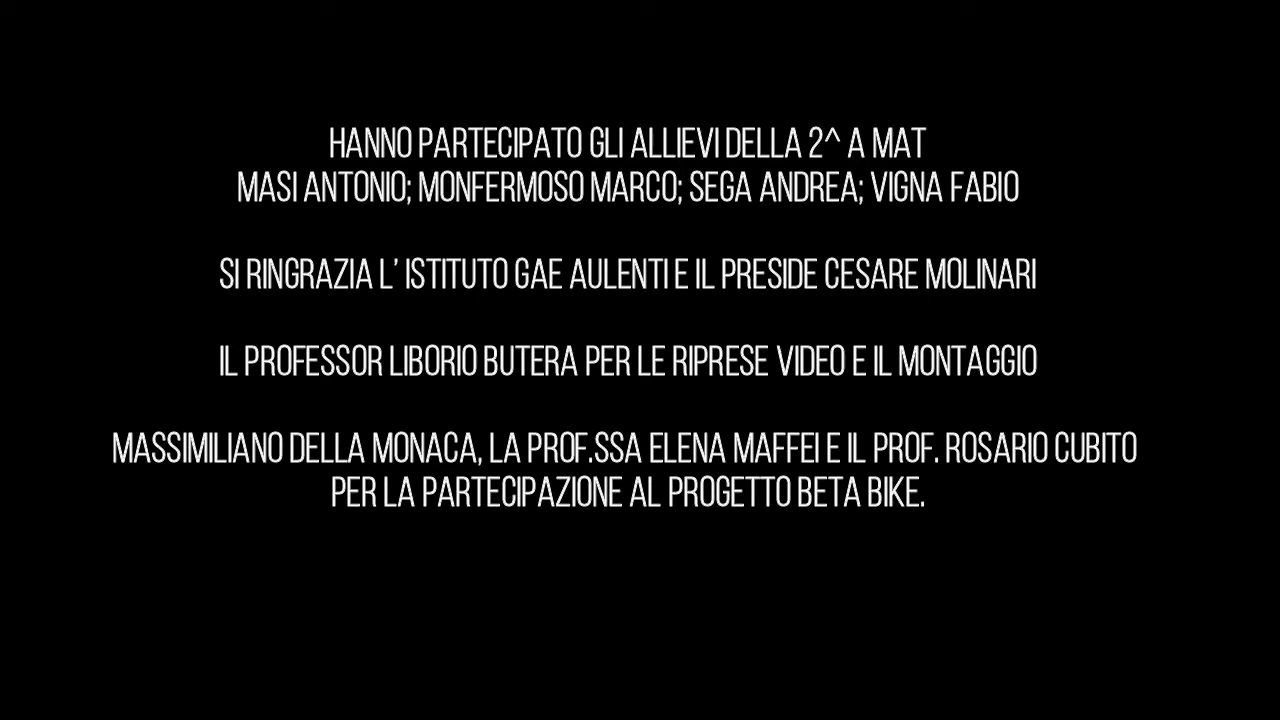 HANNO PARTECIPATO GLI ALLIEVI DELLA 2^ A MAT
MASI ANTONIO; MONFERMOSO MARCO; SEGA ANDREA; VIGNA FABIO
SI RINGRAZIA L’ ISTITUTO GAE AULENTI E IL PRESIDE CESARE MOLINARI
IL PROFESSOR LIBORIO BUTERA PER LE RIPRESE VIDEO E IL MONTAGGIO
MASSIMILIANO DELLA MONACA, LA PROF.SSA ELENA MAFFEI E IL PROF. ROSARIO CUBITO
PER LA PARTECIPAZIONE AL PROGETTO BETA BIKE.